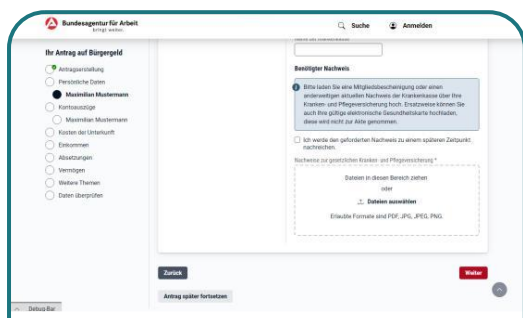 Bundesagentur für Arbeit
bringt weiter.
Suche
Anmelden
Ihr Antrag auf Bürgergeld
Antragserstellung
Persönliche Daten
Maximilian Mustermann
Kontoauszüge
Maximilian Mustermann
Kosten der Unterkunft
Einkommen
Absetzungen
Vermögen
Weitere Themen
Daten überprüfen
Benötigter Nachweis
Bitte laden Sie eine Mitgliedsbescheinigung oder einen
anderweitigen aktuellen Nachweis der Krankenkasse über Ihre
Kranken- und Pflegeversicherung hoch. Ersatzweise können Sie
auch Ihre gültige elektronische Gesundheitskarte hochladen,
diese wird nicht zur Akte genommen.
Ich werde den geforderten Nachweis zu einem späteren Zeitpunkt
nachreichen.
Nachweise zur gesetzlichen Kranken- und Pflegeversicherung *
Dateien in diesen Bereich ziehen
oder
Dateien auswählen
Erlaubte Formate sind PDF, JPG, JPEG, PNG.
Zurück
Weiter
Antrag später fortsetzen
Debug-Bar